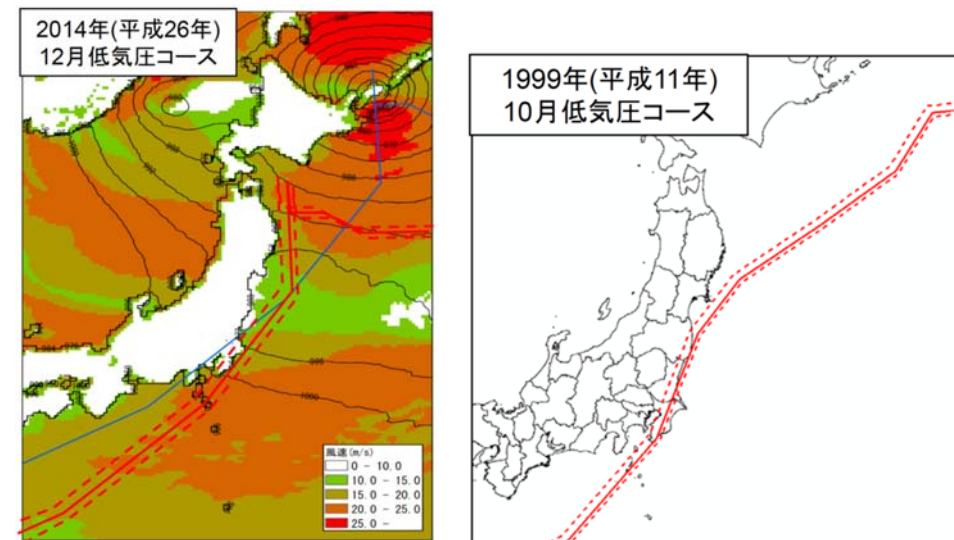 2014年(平成26年)
12月低気圧コース
1999年(平成11年)
10月低気圧コース
1000
風速(m/s)
0 - 10.0
10.0 - 15.0
15.0 - 20.0
20.0 - 25.0
25.0 -